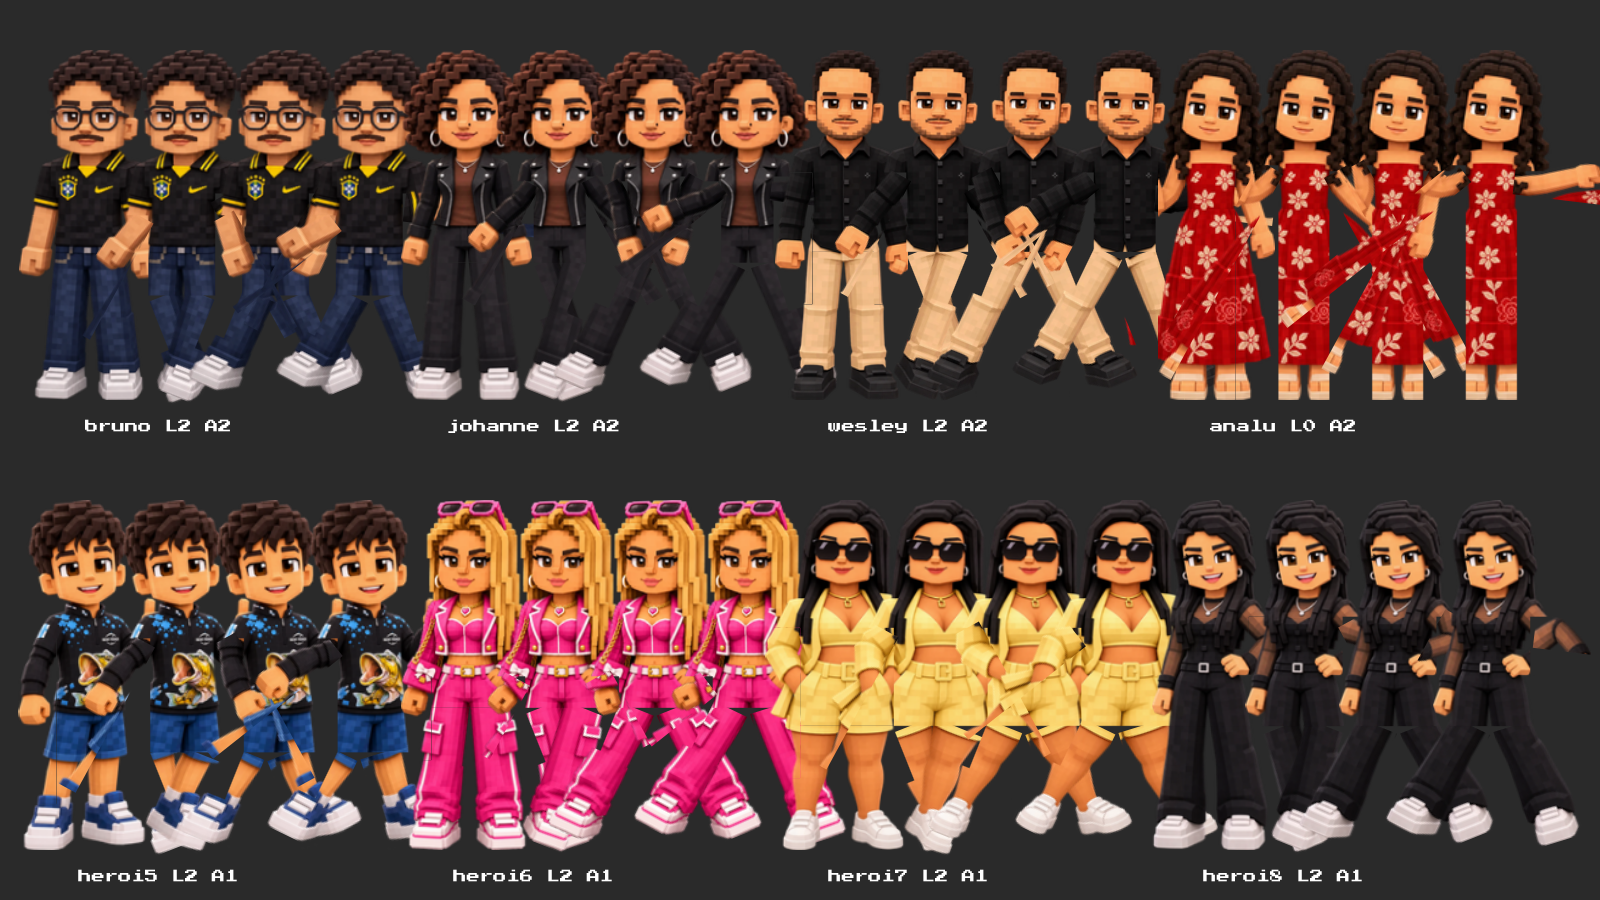 bruno L2 A2
johanne L2 A2
wesley L2 A2
analu L0 A2
heroi5 L2 A1
heroi6 L2 A1
heroi7 L2 A1
heroi8 L2 A1